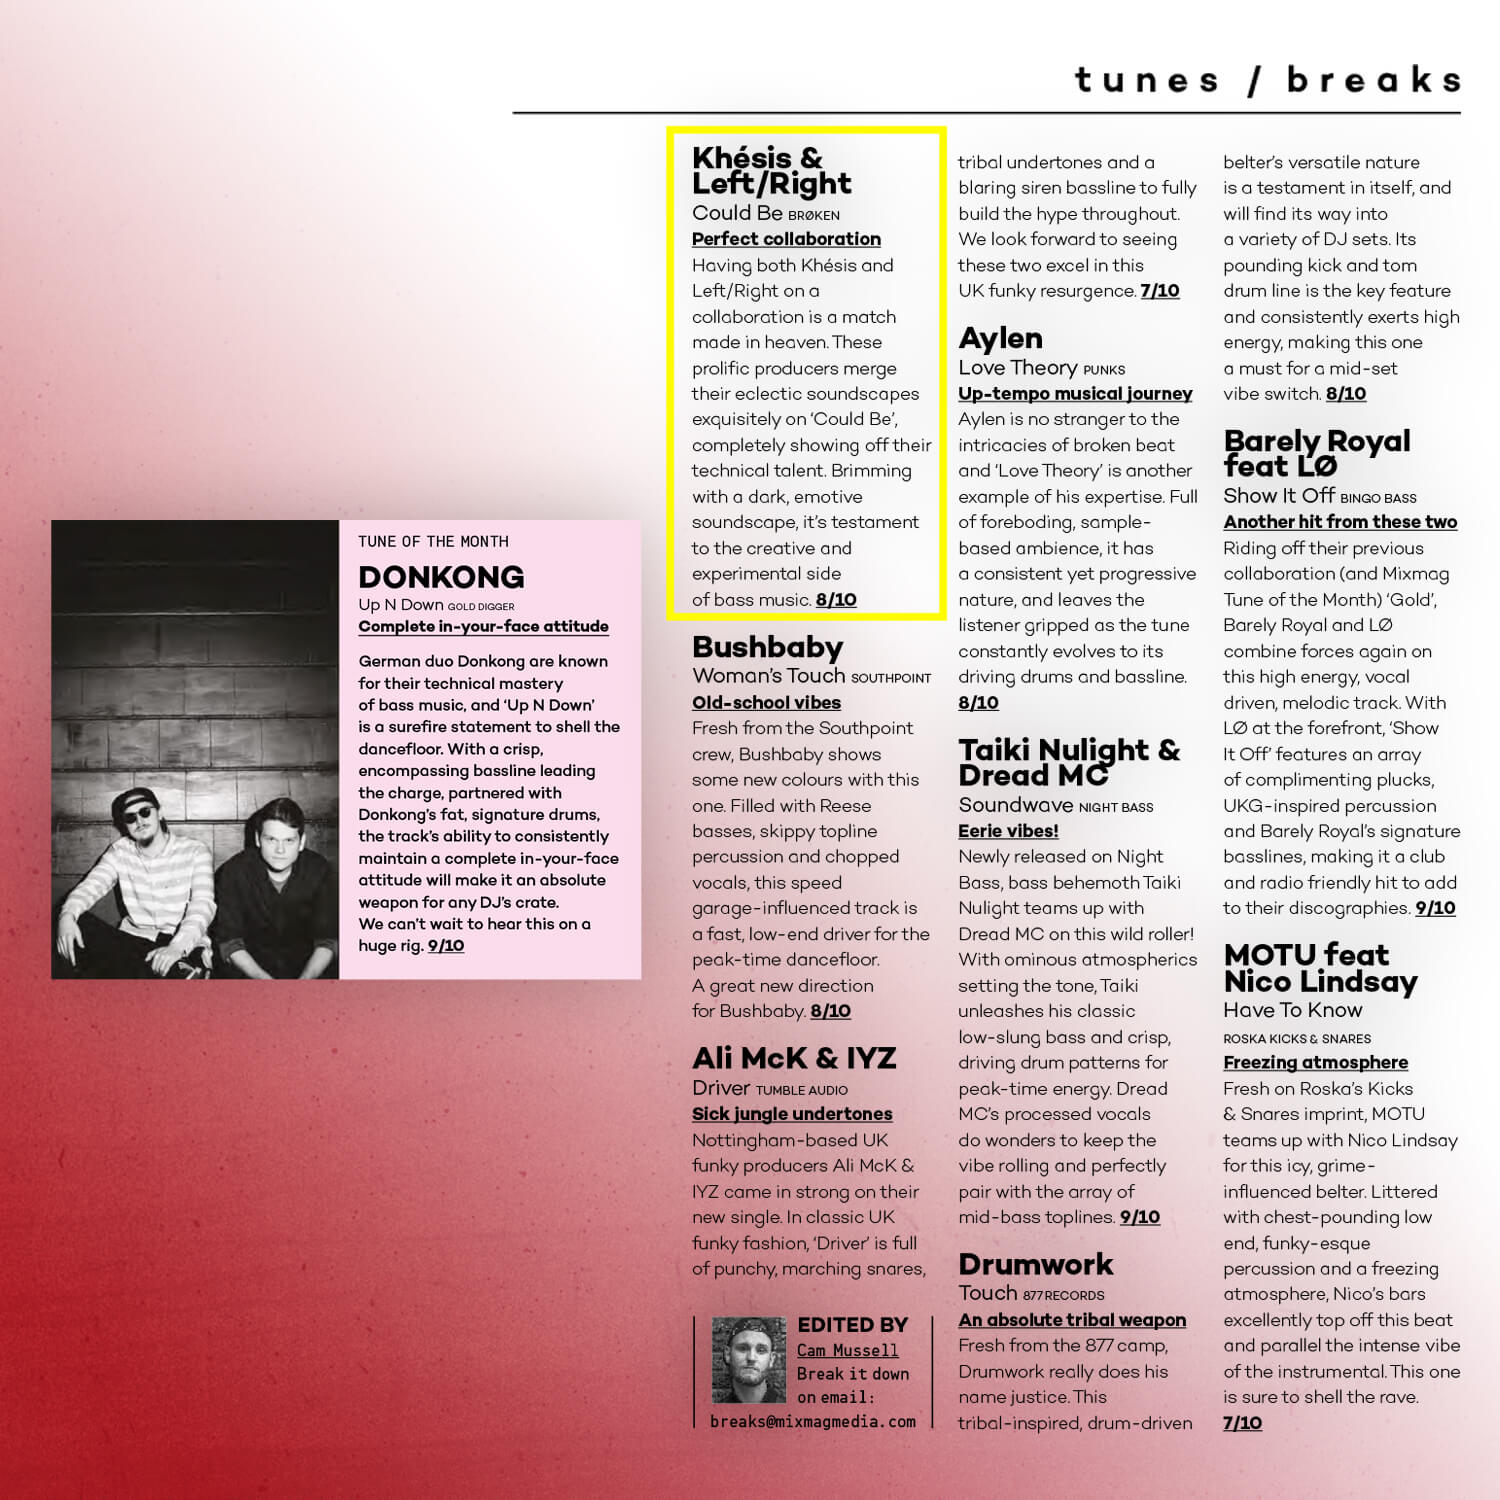 tunes / breaks
TUNE OF THE MONTH
DONKONG
Up N Down GOLD DIGGER
Complete in-your-face attitude
German duo Donkong are known
for their technical mastery
of bass music, and ‘Up N Down’
is a surefire statement to shell the
dancefloor. With a crisp,
encompassing bassline leading
the charge, partnered with
Donkong’s fat, signature drums,
the track’s ability to consistently
maintain a complete in-your-face
attitude will make it an absolute
weapon for any DJ’s crate.
We can’t wait to hear this on a
huge rig. 9/10
Khésis &
Left/Right
Could Be BRØKEN
Perfect collaboration
Having both Khésis and
Left/Right on a
collaboration is a match
made in heaven. These
prolific producers merge
their eclectic soundscapes
exquisitely on ‘Could Be’,
completely showing off their
technical talent. Brimming
with a dark, emotive
soundscape, it’s testament
to the creative and
experimental side
of bass music. 8/10
Bushbaby
Woman’s Touch SOUTHPOINT
Old-school vibes
Fresh from the Southpoint
crew, Bushbaby shows
some new colours with this
one. Filled with Reese
basses, skippy topline
percussion and chopped
vocals, this speed
garage-influenced track is
a fast, low-end driver for the
peak-time dancefloor.
A great new direction
for Bushbaby. 8/10
Ali McK & IYZ
Driver TUMBLE AUDIO
Sick jungle undertones
Nottingham-based UK
funky producers Ali McK &
IYZ came in strong on their
new single. In classic UK
funky fashion, ‘Driver’ is full
of punchy, marching snares,
EDITED BY
Cam Mussell
Break it down
on email:
breaks@mixmagmedia.com
tribal undertones and a
blaring siren bassline to fully
build the hype throughout.
We look forward to seeing
these two excel in this
UK funky resurgence. 7/10
Aylen
Love Theory PUNKS
Up-tempo musical journey
Aylen is no stranger to the
intricacies of broken beat
and ‘Love Theory’ is another
example of his expertise. Full
of foreboding, sample-
based ambience, it has
a consistent yet progressive
nature, and leaves the
listener gripped as the tune
constantly evolves to its
driving drums and bassline.
8/10
Taiki Nulight &
Dread MC
Soundwave NIGHT BASS
Eerie vibes!
Newly released on Night
Bass, bass behemoth Taiki
Nulight teams up with
Dread MC on this wild roller!
With ominous atmospherics
setting the tone, Taiki
unleashes his classic
low-slung bass and crisp,
driving drum patterns for
peak-time energy. Dread
MC’s processed vocals
do wonders to keep the
vibe rolling and perfectly
pair with the array of
mid-bass toplines. 9/10
Drumwork
Touch 877 RECORDS
An absolute tribal weapon
Fresh from the 877 camp,
Drumwork really does his
name justice. This
tribal-inspired, drum-driven
belter’s versatile nature
is a testament in itself, and
will find its way into
a variety of DJ sets. Its
pounding kick and tom
drum line is the key feature
and consistently exerts high
energy, making this one
a must for a mid-set
vibe switch. 8/10
Barely Royal
feat LØ
Show It Off BINGO BASS
Another hit from these two
Riding off their previous
collaboration (and Mixmag
Tune of the Month) ‘Gold’,
Barely Royal and LØ
combine forces again on
this high energy, vocal
driven, melodic track. With
LØ at the forefront, ‘Show
It Off’ features an array
of complimenting plucks,
UKG-inspired percussion
and Barely Royal’s signature
basslines, making it a club
and radio friendly hit to add
to their discographies. 9/10
MOTU feat
Nico Lindsay
Have To Know
ROSKA KICKS & SNARES
Freezing atmosphere
Fresh on Roska’s Kicks
& Snares imprint, MOTU
teams up with Nico Lindsay
for this icy, grime-
influenced belter. Littered
with chest-pounding low
end, funky-esque
percussion and a freezing
atmosphere, Nico’s bars
excellently top off this beat
and parallel the intense vibe
of the instrumental. This one
is sure to shell the rave.
7/10